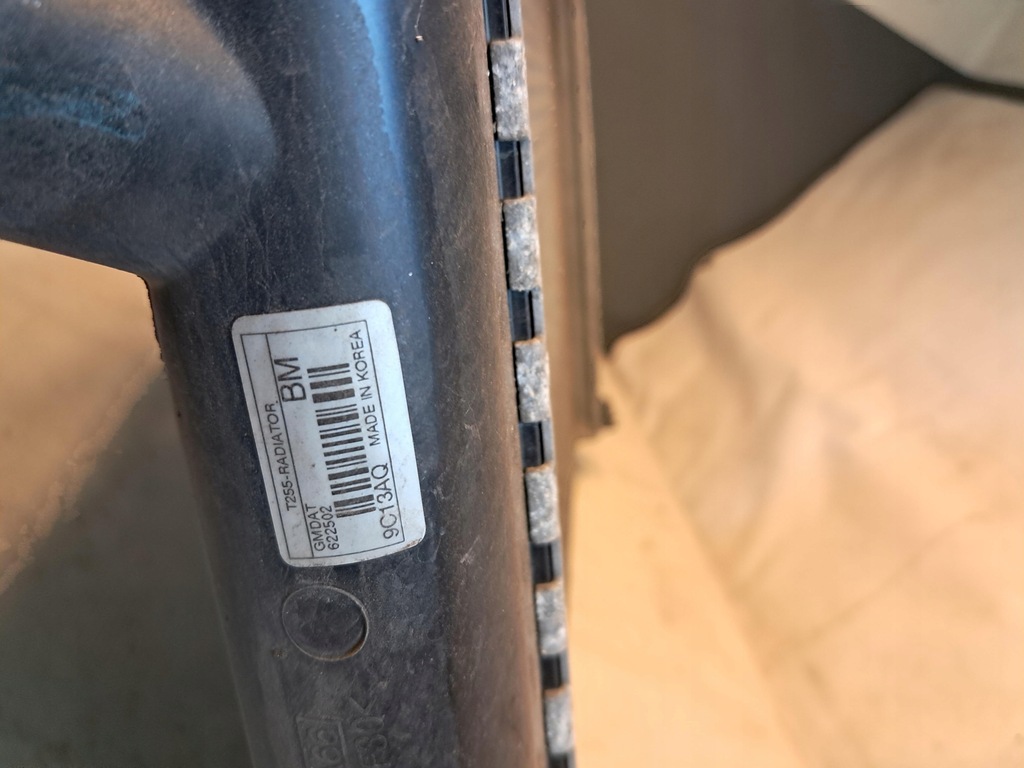 T255-RADIATOR
BM
GMDAT
622502
9C13AQ MADE IN KOREA